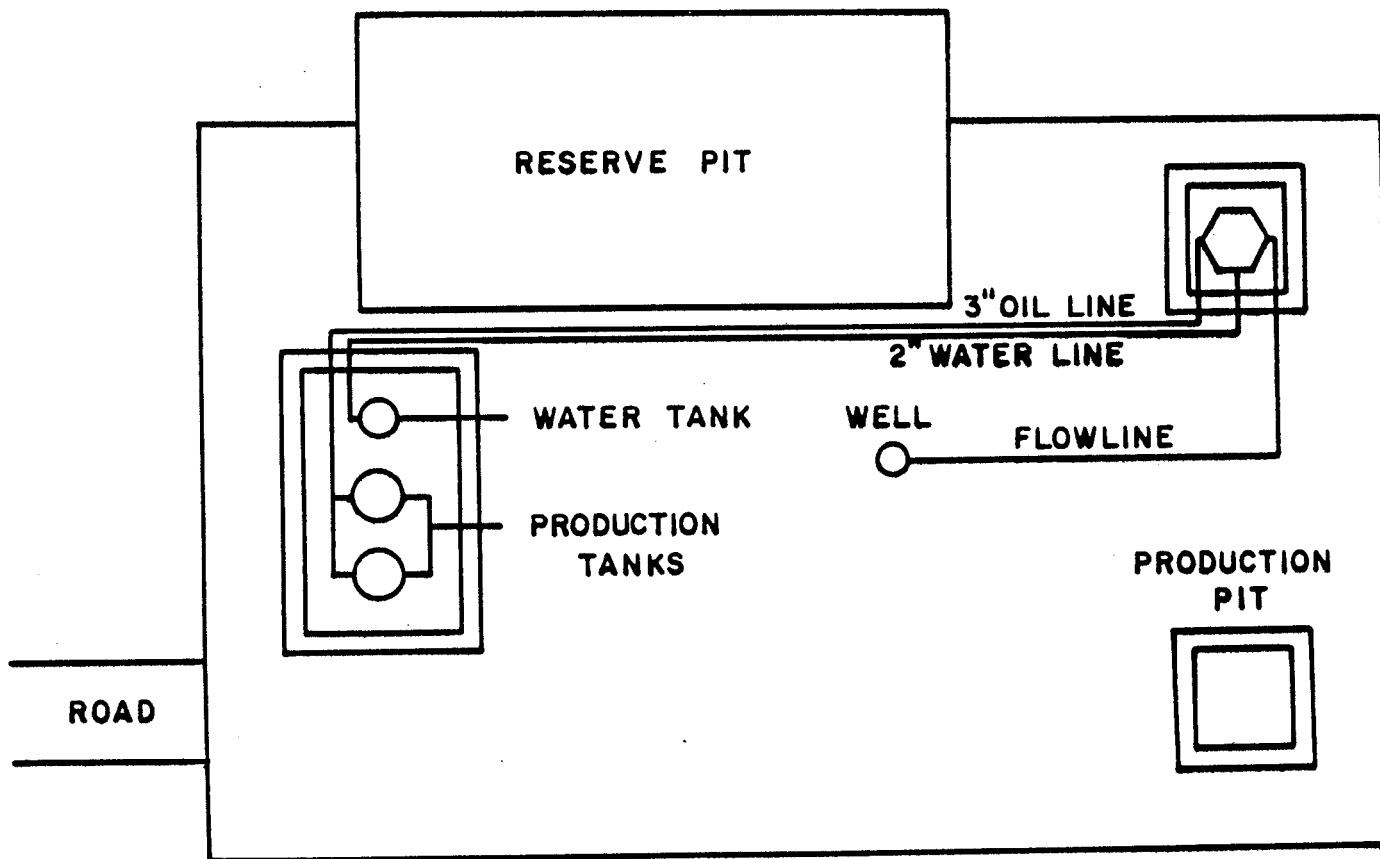 RESERVE PIT
3" OIL LINE
2" WATER LINE
WATER TANK
WELL
FLOWLINE
PRODUCTION
TANKS
PRODUCTION
PIT
ROAD